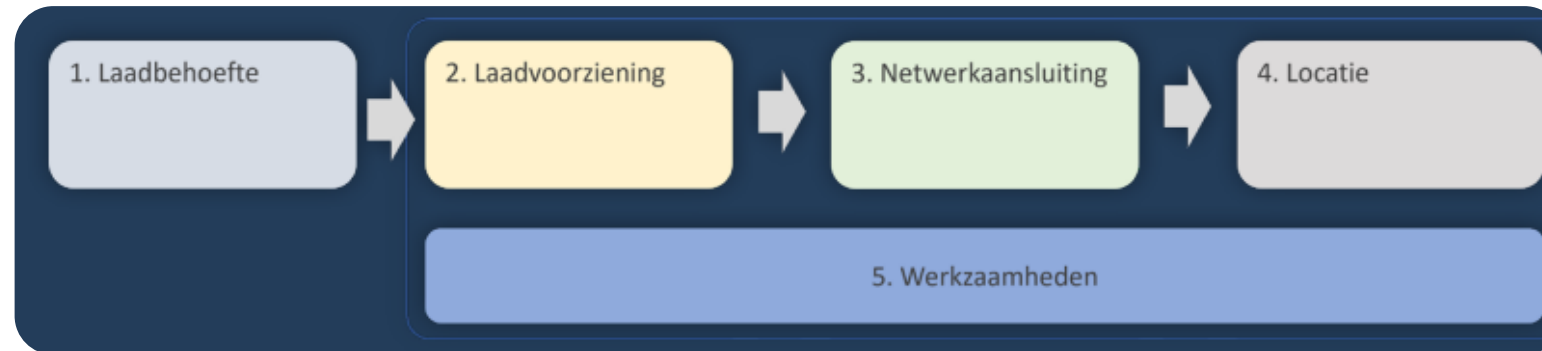 1. Laadbehoefte
2. Laadvoorziening
3. Netwerkaansluiting
4. Locatie
5. Werkzaamheden